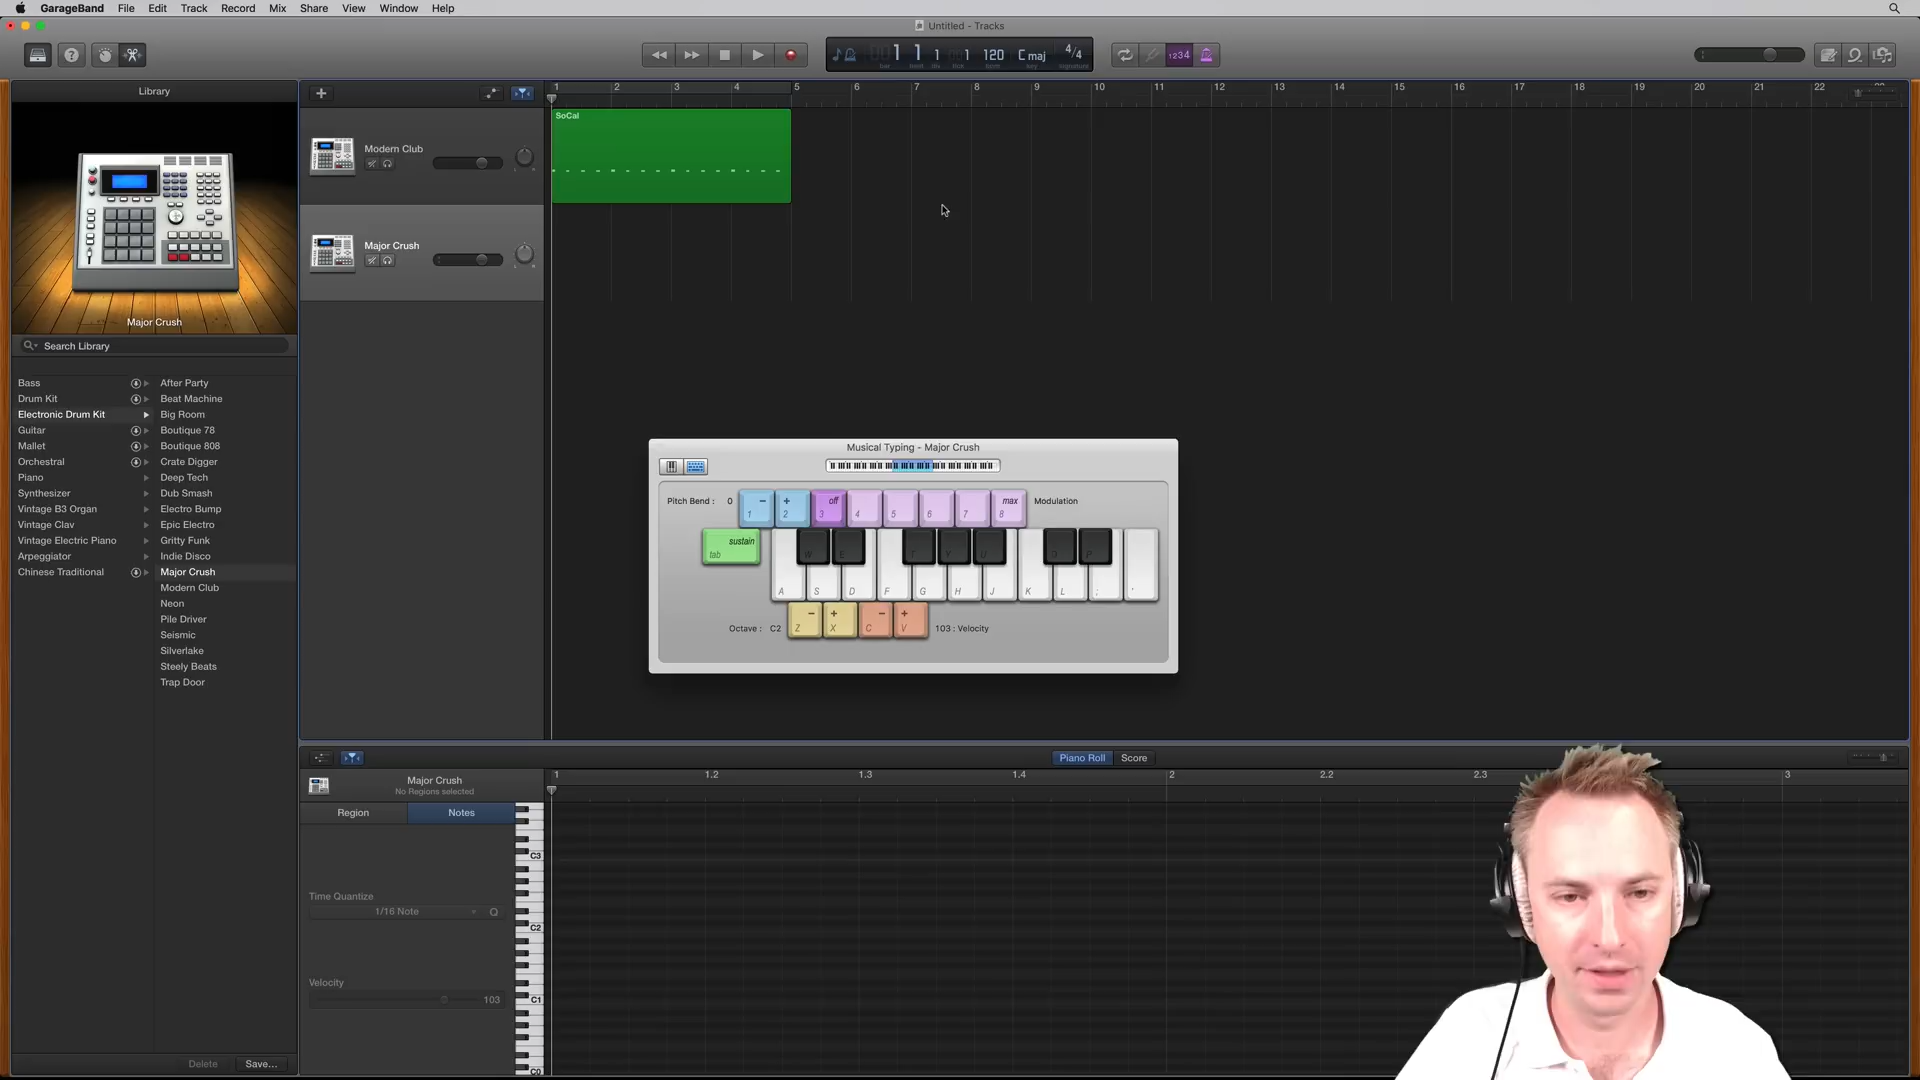 GarageBand File Edit Track Record Mix Share View Window Help
Untitled - Tracks
1 1 1 1 120 C maj 4/4
1234
Library
1 2 3 4 5 6 7 8 9 10 11 12 13 14 15 16 17 18 19 20 21 22
SoCal
Modern Club
Major Crush
Major Crush
Search Library
Bass
Drum Kit
Electronic Drum Kit
Guitar
Mallet
Orchestral
Piano
Synthesizer
Vintage B3 Organ
Vintage Clav
Vintage Electric Piano
Arpeggiator
Chinese Traditional
After Party
Beat Machine
Big Room
Boutique 78
Boutique 808
Crate Digger
Deep Tech
Dub Smash
Electro Bump
Epic Electro
Gritty Funk
Indie Disco
Major Crush
Modern Club
Neon
Pile Driver
Seismic
Silverlake
Steely Beats
Trap Door
Delete Save...
Musical Typing - Major Crush
Pitch Bend : 0 − + off max Modulation
1 2 3 4 5 6 7 8
sustain
tab W E T Y U O P
A S D F G H J K L ; '
− + − +
Octave : C2 Z X C V 103 : Velocity
Piano Roll Score
Major Crush
No Regions selected
1 1.2 1.3 1.4 2 2.2 2.3 3
Region Notes
C3
Time Quantize
1/16 Note Q
C2
Velocity
103
C1
C0